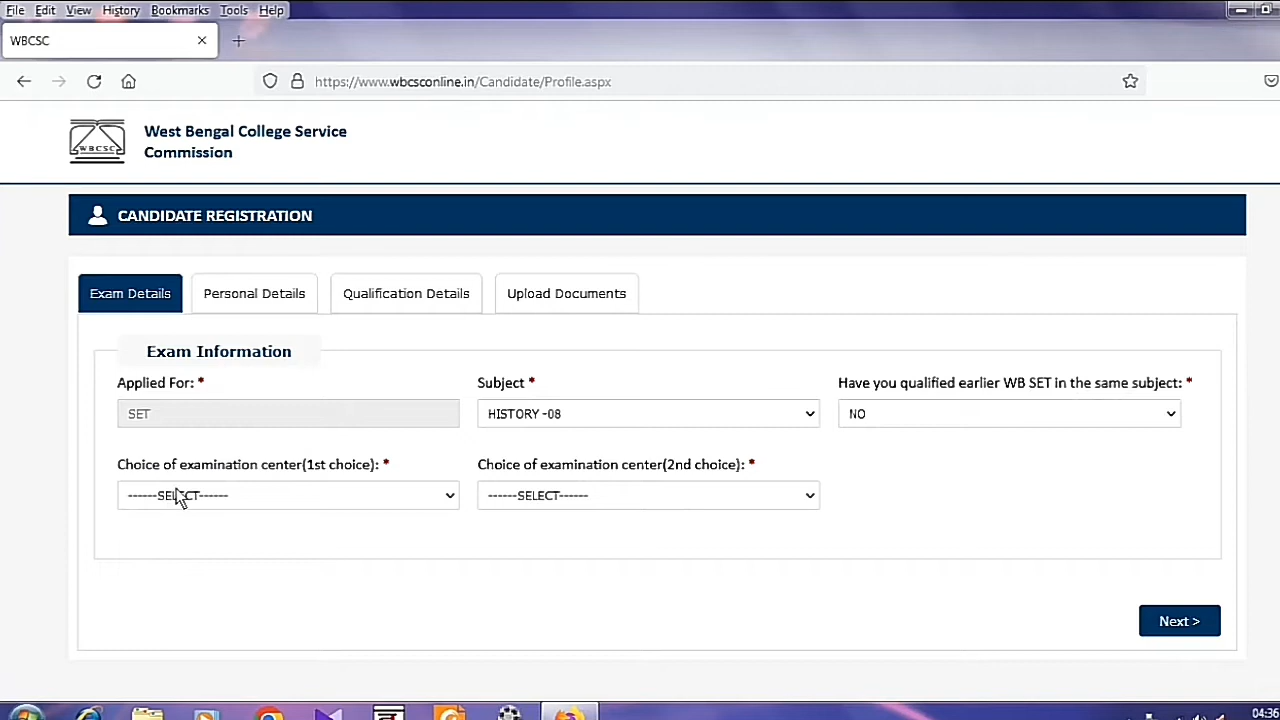 File Edit View History Bookmarks Tools Help
WBCSC
https://www.wbcsconline.in/Candidate/Profile.aspx
WBCSC
West Bengal College Service
Commission
CANDIDATE REGISTRATION
Exam Details Personal Details Qualification Details Upload Documents
Exam Information
Applied For: * Subject * Have you qualified earlier WB SET in the same subject: *
SET HISTORY -08 NO
Choice of examination center(1st choice): * Choice of examination center(2nd choice): *
------SELECT------ ------SELECT------
Next >
04:36